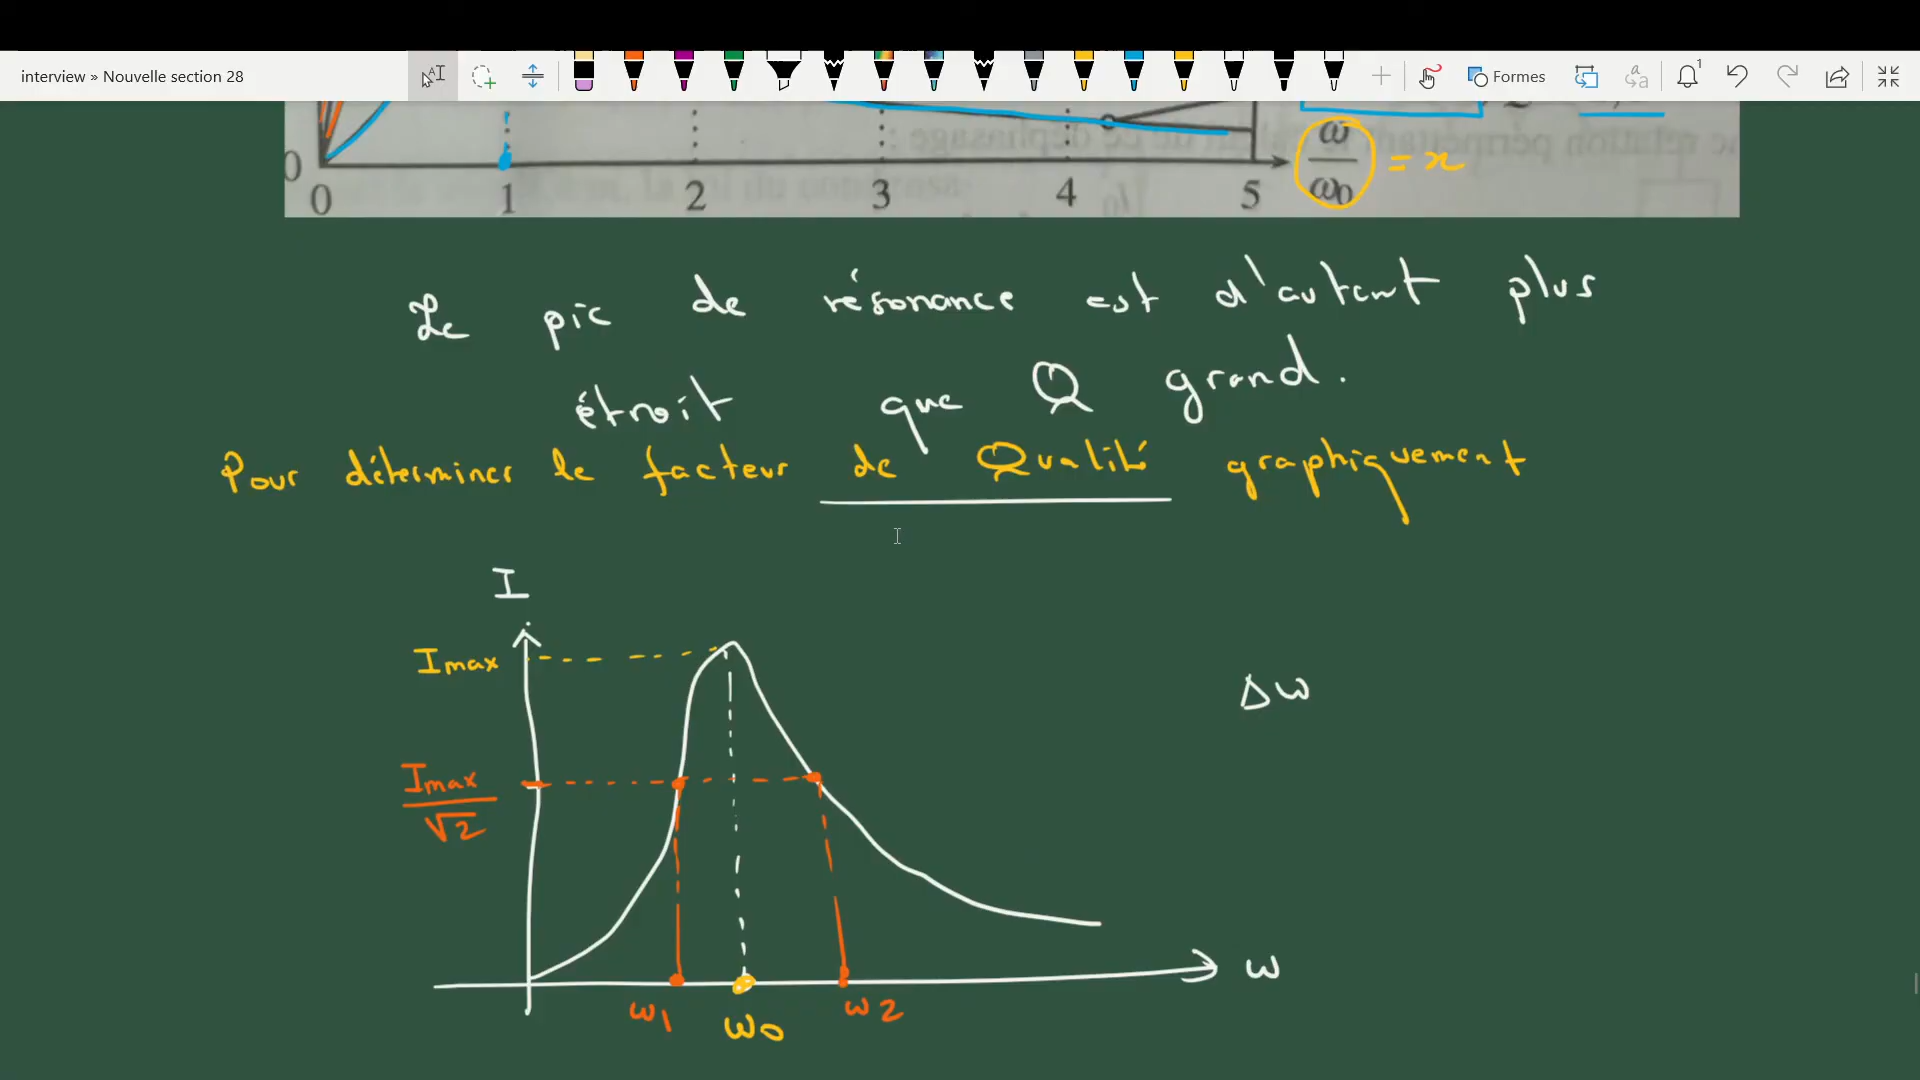 interview » Nouvelle section 28
Formes
1
0
0 1 2 3 4 5
ω/ω0 = x
Le pic de résonance est d'autant plus
étroit que Q grand.
Pour déterminer le facteur de Qualité graphiquement
I
Imax
Δω
Imax/√2
ω
ω1 ω0 ω2